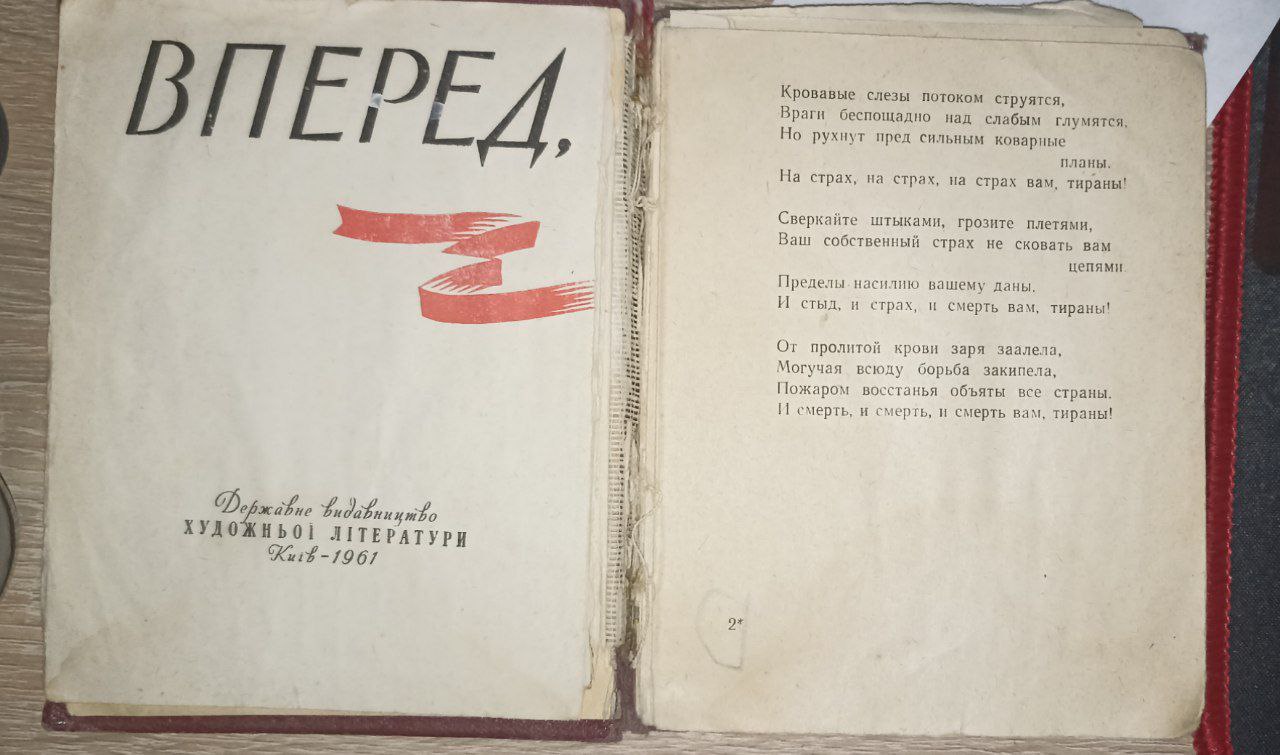 ВПЕРЕД,
Державне видавництво
ХУДОЖНЬОЇ ЛІТЕРАТУРИ
Київ – 1961
Кровавые слезы потоком струятся,
Враги беспощадно над слабым глумятся,
Но рухнут пред сильным коварные
планы.
На страх, на страх, на страх вам, тираны!
Сверкайте штыками, грозите плетями,
Ваш собственный страх не сковать вам
цепями
Пределы насилию вашему даны.
И стыд, и страх, и смерть вам, тираны!
От пролитой крови заря заалела,
Могучая всюду борьба закипела,
Пожаром восстанья объяты все страны.
И смерть, и смерть, и смерть вам, тираны!
2*